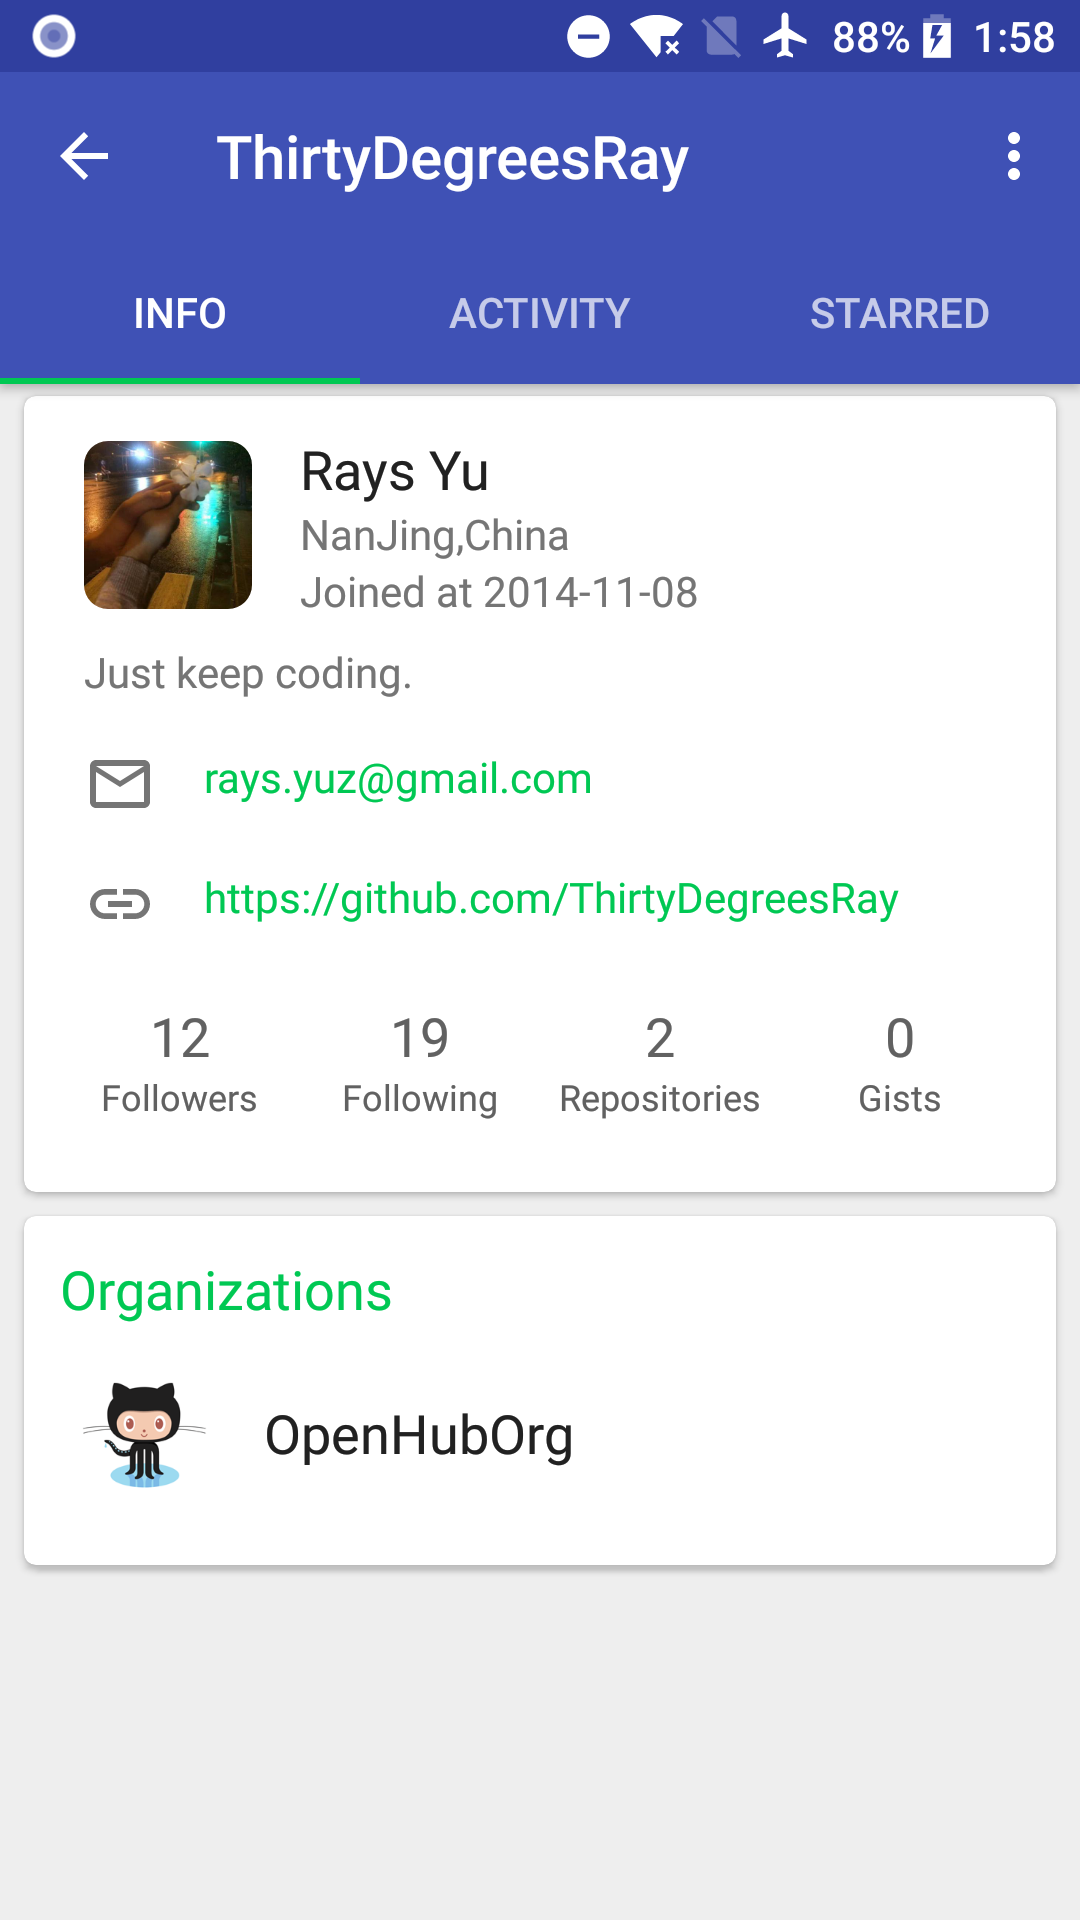 88% 1:58
ThirtyDegreesRay
INFO ACTIVITY STARRED
Rays Yu
NanJing,China
Joined at 2014-11-08
Just keep coding.
rays.yuz@gmail.com
https://github.com/ThirtyDegreesRay
12 19 2 0
Followers Following Repositories Gists
Organizations
OpenHubOrg